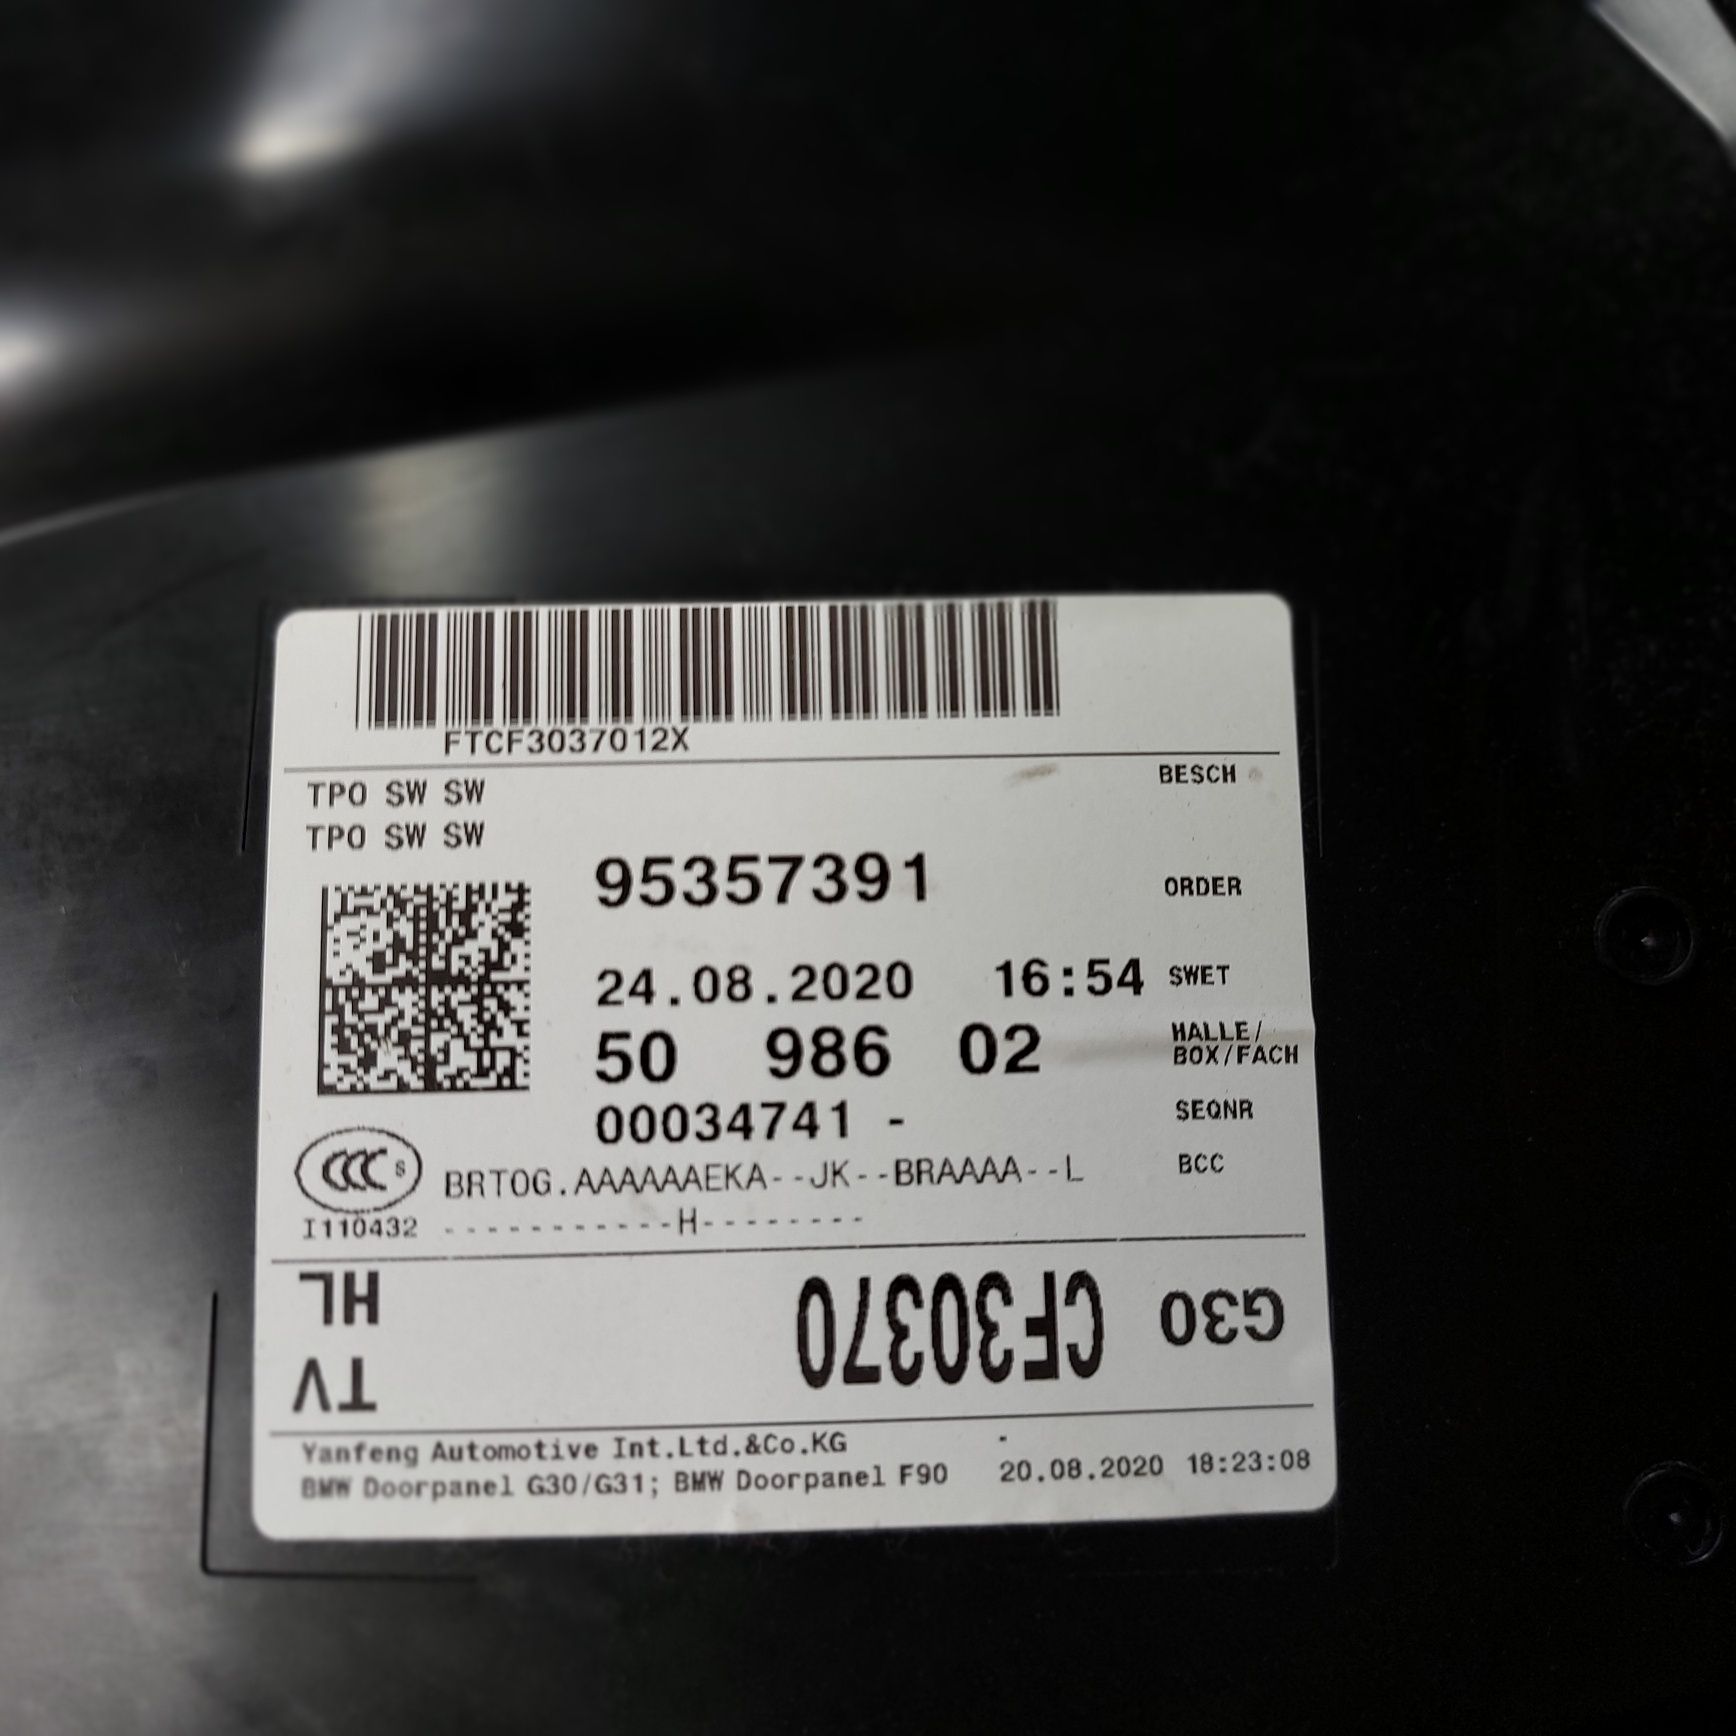 FTCF3037012X
TPO SW SW
BESCH
TPO SW SW
95357391 ORDER
24.08.2020 16:54 SWET
50 986 02 HALLE/
BOX/FACH
00034741 - SEQNR
CCC S
BRTOG.AAAAAAEKA--JK--BRAAAA--L BCC
I110432 -----------H--------
HL CF30370 G30
TV
Yanfeng Automotive Int.Ltd.&Co.KG -
BMW Doorpanel G30/G31; BMW Doorpanel F90 20.08.2020 18:23:08